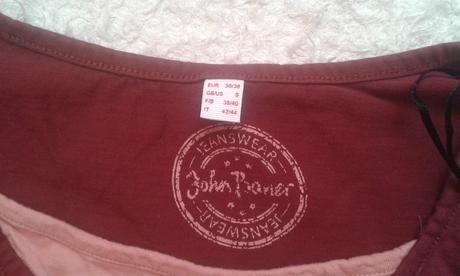 EUR 36/38
GB/US S
F/B 38/40
IT 42/44
JEANSWEAR
John Baner
JEANSWEAR